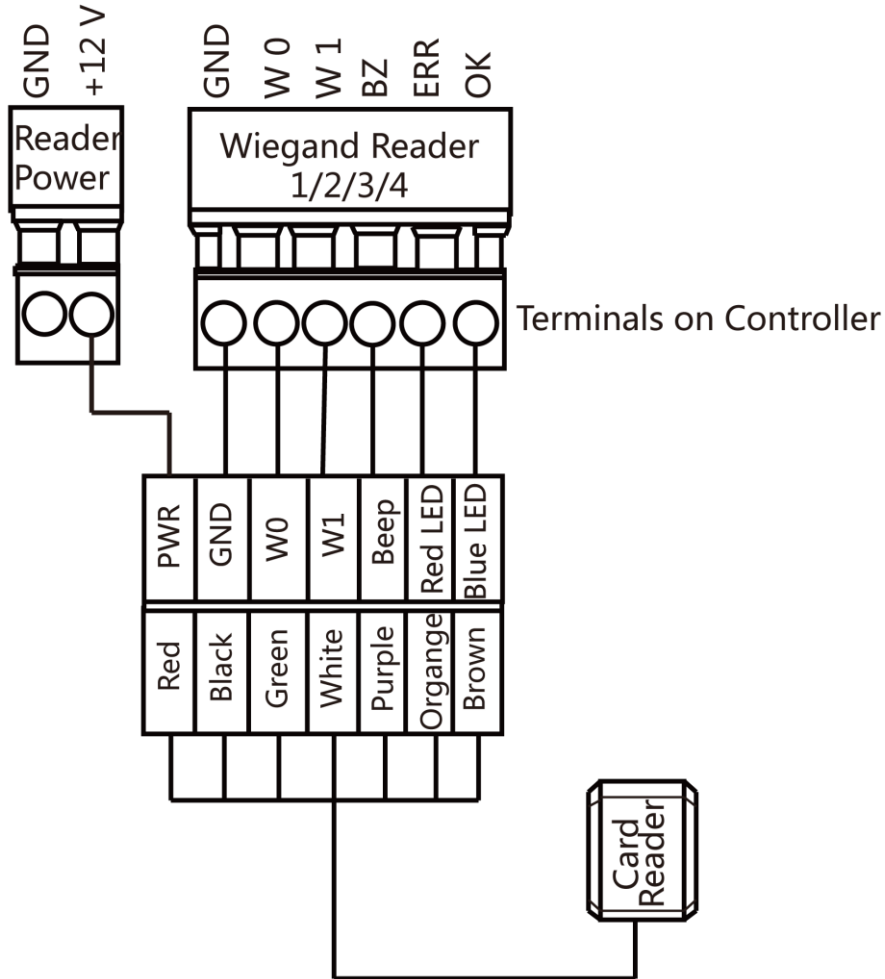 GND
+12 V
GND
W 0
W 1
BZ
ERR
OK
Reader
Power
Wiegand Reader
1/2/3/4
Terminals on Controller
PWR
GND
W0
W1
Beep
Red LED
Blue LED
Red
Black
Green
White
Purple
Organge
Brown
Card
Reader